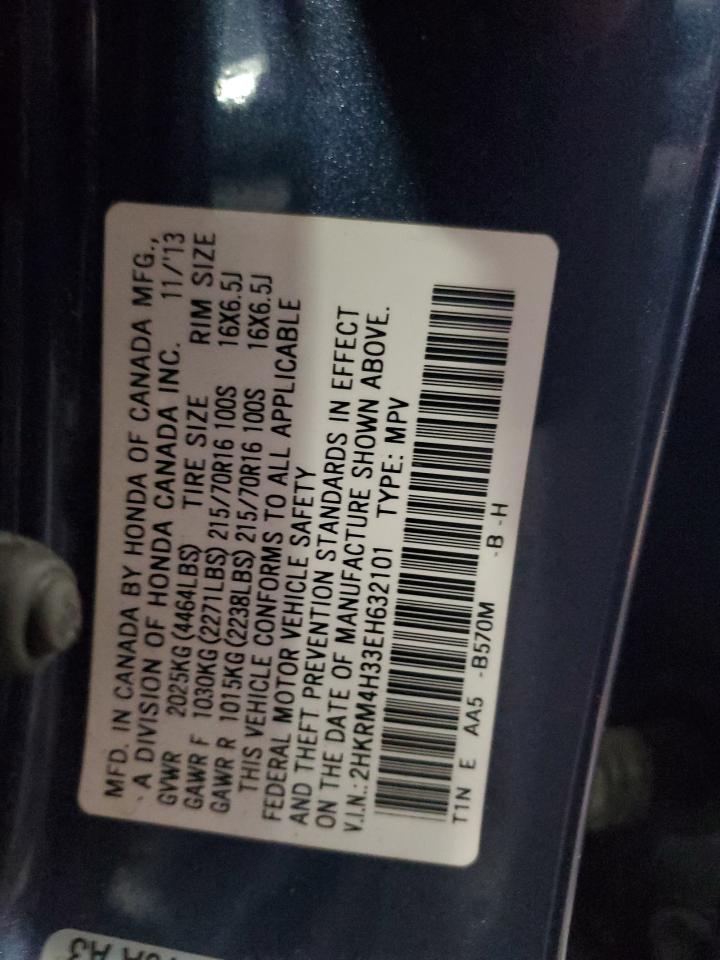 MFD. IN CANADA BY HONDA OF CANADA MFG.,
A DIVISION OF HONDA CANADA INC. 11/'13
GVWR 2025KG (4464LBS) TIRE SIZE RIM SIZE
GAWR F 1030KG (2271LBS) 215/70R16 100S 16X6.5J
GAWR R 1015KG (2238LBS) 215/70R16 100S 16X6.5J
THIS VEHICLE CONFORMS TO ALL APPLICABLE
FEDERAL MOTOR VEHICLE SAFETY
AND THEFT PREVENTION STANDARDS IN EFFECT
ON THE DATE OF MANUFACTURE SHOWN ABOVE.
V.I.N.: 2HKRM4H33EH632101 TYPE: MPV
T1N E AA5 -B570M -B -H